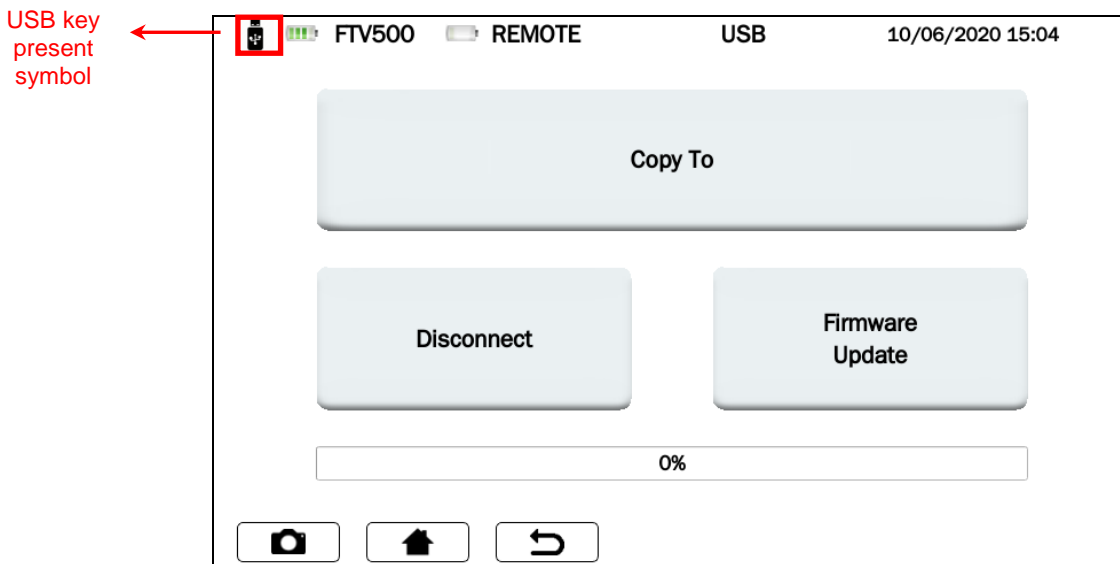 USB key
present
symbol
FTV500 REMOTE USB 10/06/2020 15:04
Copy To
Disconnect
Firmware
Update
0%